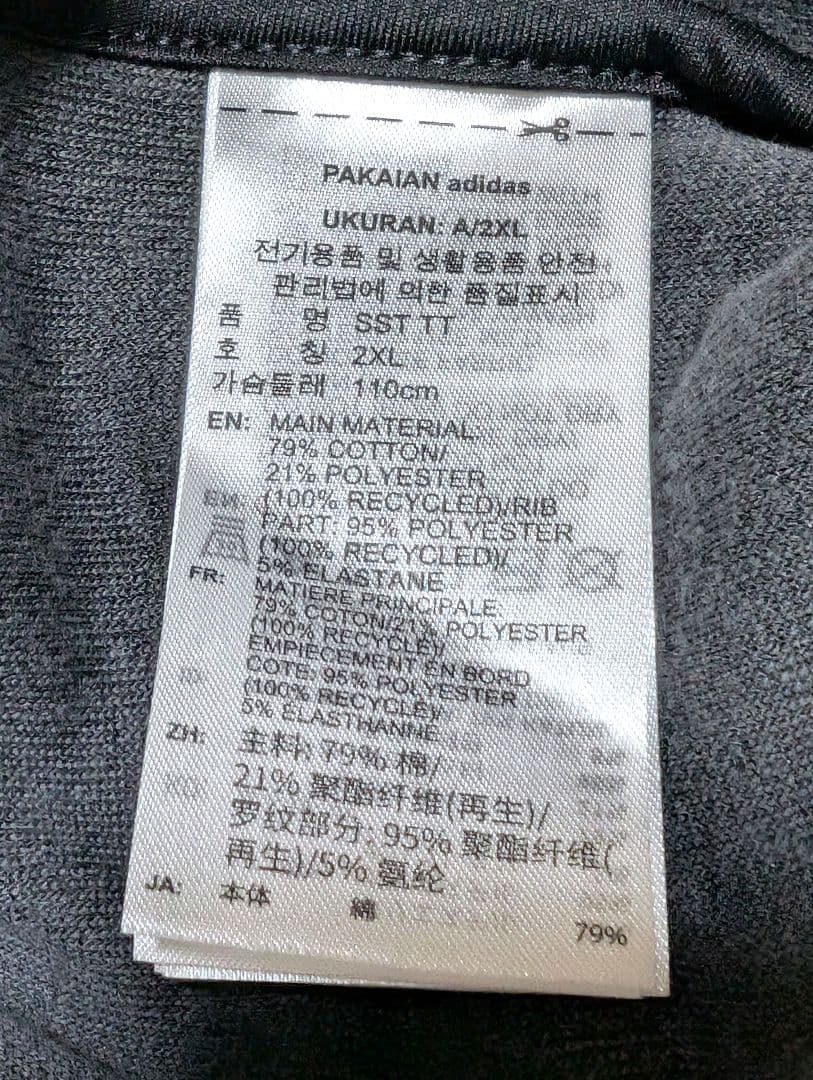 PAKAIAN adidas
UKURAN: A/2XL
전기용품 및 생활용품 안전
관리법에 의한 품질표시
품 명 SST TT
호 칭 2XL
가슴둘레 110cm
EN: MAIN MATERIAL:
79% COTTON/
21% POLYESTER
(100% RECYCLED)/RIB
PART: 95% POLYESTER
(100% RECYCLED)/
5% ELASTANE
FR: MATIERE PRINCIPALE:
79% COTON/21% POLYESTER
(100% RECYCLÉ)/
EMPIECEMENT EN BORD
COTE: 95% POLYESTER
(100% RECYCLÉ)/
5% ELASTHANNE
ZH: 主料: 79% 棉/
21% 聚酯纤维(再生)/
罗纹部分: 95% 聚酯纤维(
再生)/5% 氨纶
JA: 本体 綿 79%